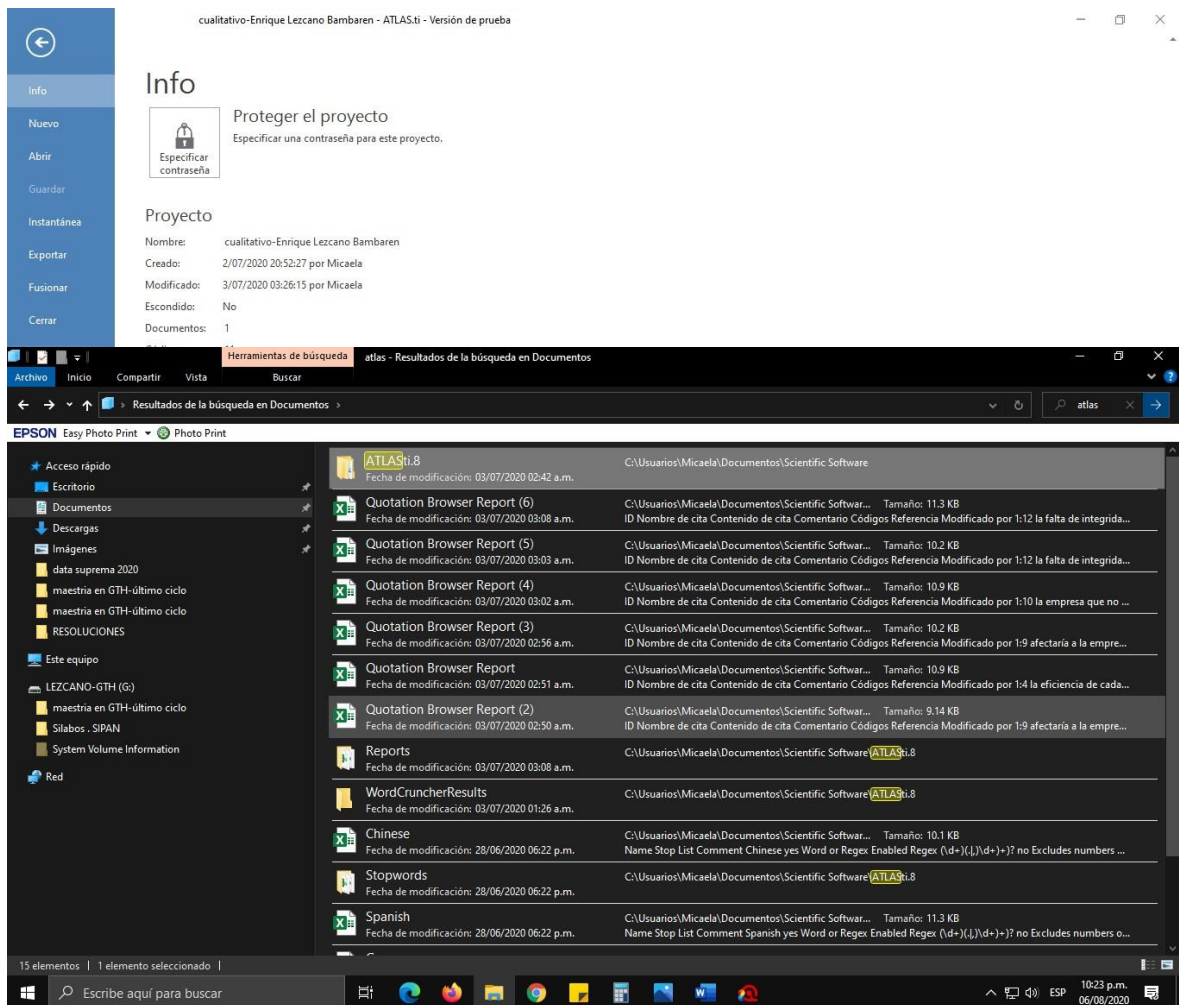 cualitativo-Enrique Lezcano Bambaren - ATLAS.ti - Versión de prueba
Info
Nuevo
Abrir
Guardar
Instantánea
Exportar
Fusionar
Cerrar
Info
Especificar
contraseña
Proteger el proyecto
Especificar una contraseña para este proyecto.
Proyecto
Nombre: cualitativo-Enrique Lezcano Bambaren
Creado: 2/07/2020 20:52:27 por Micaela
Modificado: 3/07/2020 03:26:15 por Micaela
Escondido: No
Documentos: 1
Herramientas de búsqueda atlas - Resultados de la búsqueda en Documentos
Archivo Inicio Compartir Vista Buscar
Resultados de la búsqueda en Documentos
atlas
EPSON Easy Photo Print Photo Print
Acceso rápido
Escritorio
Documentos
Descargas
Imágenes
data suprema 2020
maestria en GTH-último ciclo
maestria en GTH-último ciclo
RESOLUCIONES
Este equipo
LEZCANO-GTH (G:)
maestria en GTH-último ciclo
Silabos . SIPAN
System Volume Information
Red
ATLASti.8 C:\Usuarios\Micaela\Documentos\Scientific Software
Fecha de modificación: 03/07/2020 02:42 a.m.
Quotation Browser Report (6) C:\Usuarios\Micaela\Documentos\Scientific Softwar... Tamaño: 11.3 KB
Fecha de modificación: 03/07/2020 03:08 a.m. ID Nombre de cita Contenido de cita Comentario Códigos Referencia Modificado por 1:12 la falta de integrida...
Quotation Browser Report (5) C:\Usuarios\Micaela\Documentos\Scientific Softwar... Tamaño: 10.2 KB
Fecha de modificación: 03/07/2020 03:03 a.m. ID Nombre de cita Contenido de cita Comentario Códigos Referencia Modificado por 1:12 la falta de integrida...
Quotation Browser Report (4) C:\Usuarios\Micaela\Documentos\Scientific Softwar... Tamaño: 10.9 KB
Fecha de modificación: 03/07/2020 03:02 a.m. ID Nombre de cita Contenido de cita Comentario Códigos Referencia Modificado por 1:10 la empresa que no ...
Quotation Browser Report (3) C:\Usuarios\Micaela\Documentos\Scientific Softwar... Tamaño: 10.2 KB
Fecha de modificación: 03/07/2020 02:56 a.m. ID Nombre de cita Contenido de cita Comentario Códigos Referencia Modificado por 1:9 afectaría a la empre...
Quotation Browser Report C:\Usuarios\Micaela\Documentos\Scientific Softwar... Tamaño: 10.9 KB
Fecha de modificación: 03/07/2020 02:51 a.m. ID Nombre de cita Contenido de cita Comentario Códigos Referencia Modificado por 1:4 la eficiencia de cada...
Quotation Browser Report (2) C:\Usuarios\Micaela\Documentos\Scientific Softwar... Tamaño: 9.14 KB
Fecha de modificación: 03/07/2020 02:50 a.m. ID Nombre de cita Contenido de cita Comentario Códigos Referencia Modificado por 1:9 afectaría a la empre...
Reports C:\Usuarios\Micaela\Documentos\Scientific Software\ATLASti.8
Fecha de modificación: 03/07/2020 03:08 a.m.
WordCruncherResults C:\Usuarios\Micaela\Documentos\Scientific Software\ATLASti.8
Fecha de modificación: 03/07/2020 01:26 a.m.
Chinese C:\Usuarios\Micaela\Documentos\Scientific Softwar... Tamaño: 10.1 KB
Fecha de modificación: 28/06/2020 06:22 p.m. Name Stop List Comment Chinese yes Word or Regex Enabled Regex (\d+)(.|,)\d+)+)? no Excludes numbers ...
Stopwords C:\Usuarios\Micaela\Documentos\Scientific Software\ATLASti.8
Fecha de modificación: 28/06/2020 06:22 p.m.
Spanish C:\Usuarios\Micaela\Documentos\Scientific Softwar... Tamaño: 11.3 KB
Fecha de modificación: 28/06/2020 06:22 p.m. Name Stop List Comment Spanish yes Word or Regex Enabled Regex (\d+)(.|,)\d+)+)? no Excludes numbers o...
15 elementos 1 elemento seleccionado
Escribe aquí para buscar
ESP 10:23 p.m.
06/08/2020